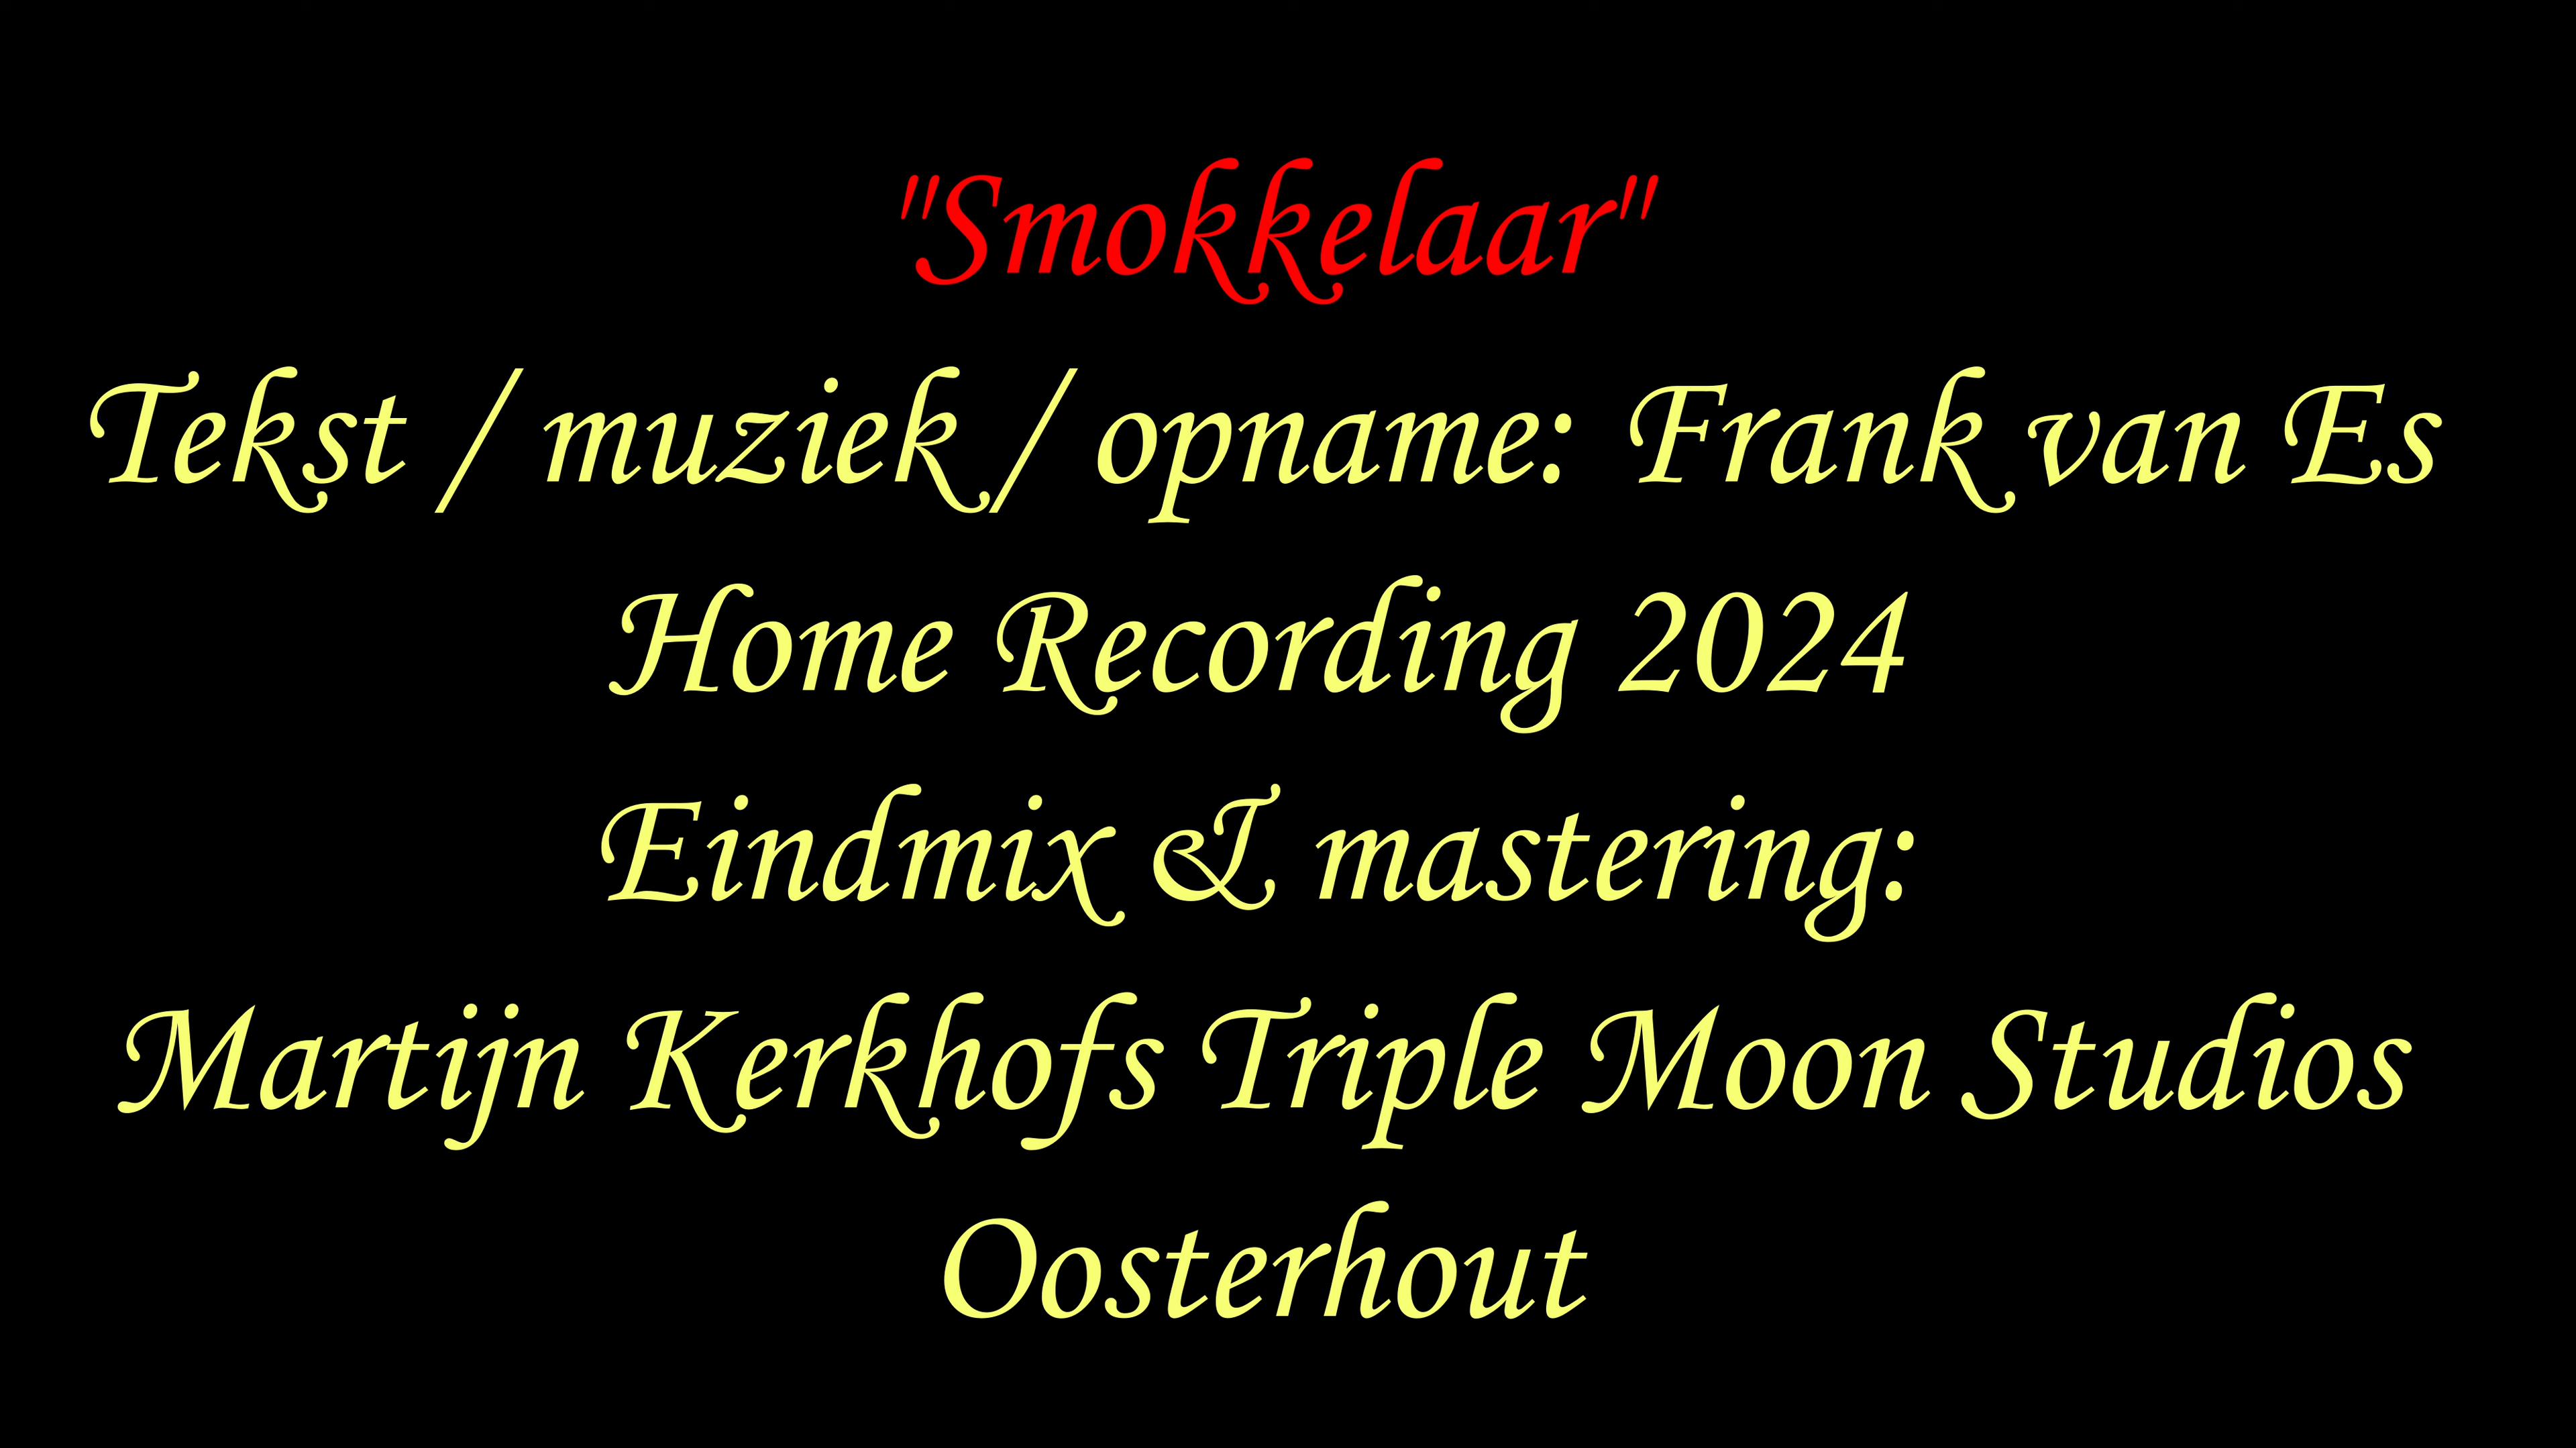 "Smokkelaar"
Tekst / muziek / opname: Frank van Es
Home Recording 2024
Eindmix & mastering:
Martijn Kerkhofs Triple Moon Studios
Oosterhout